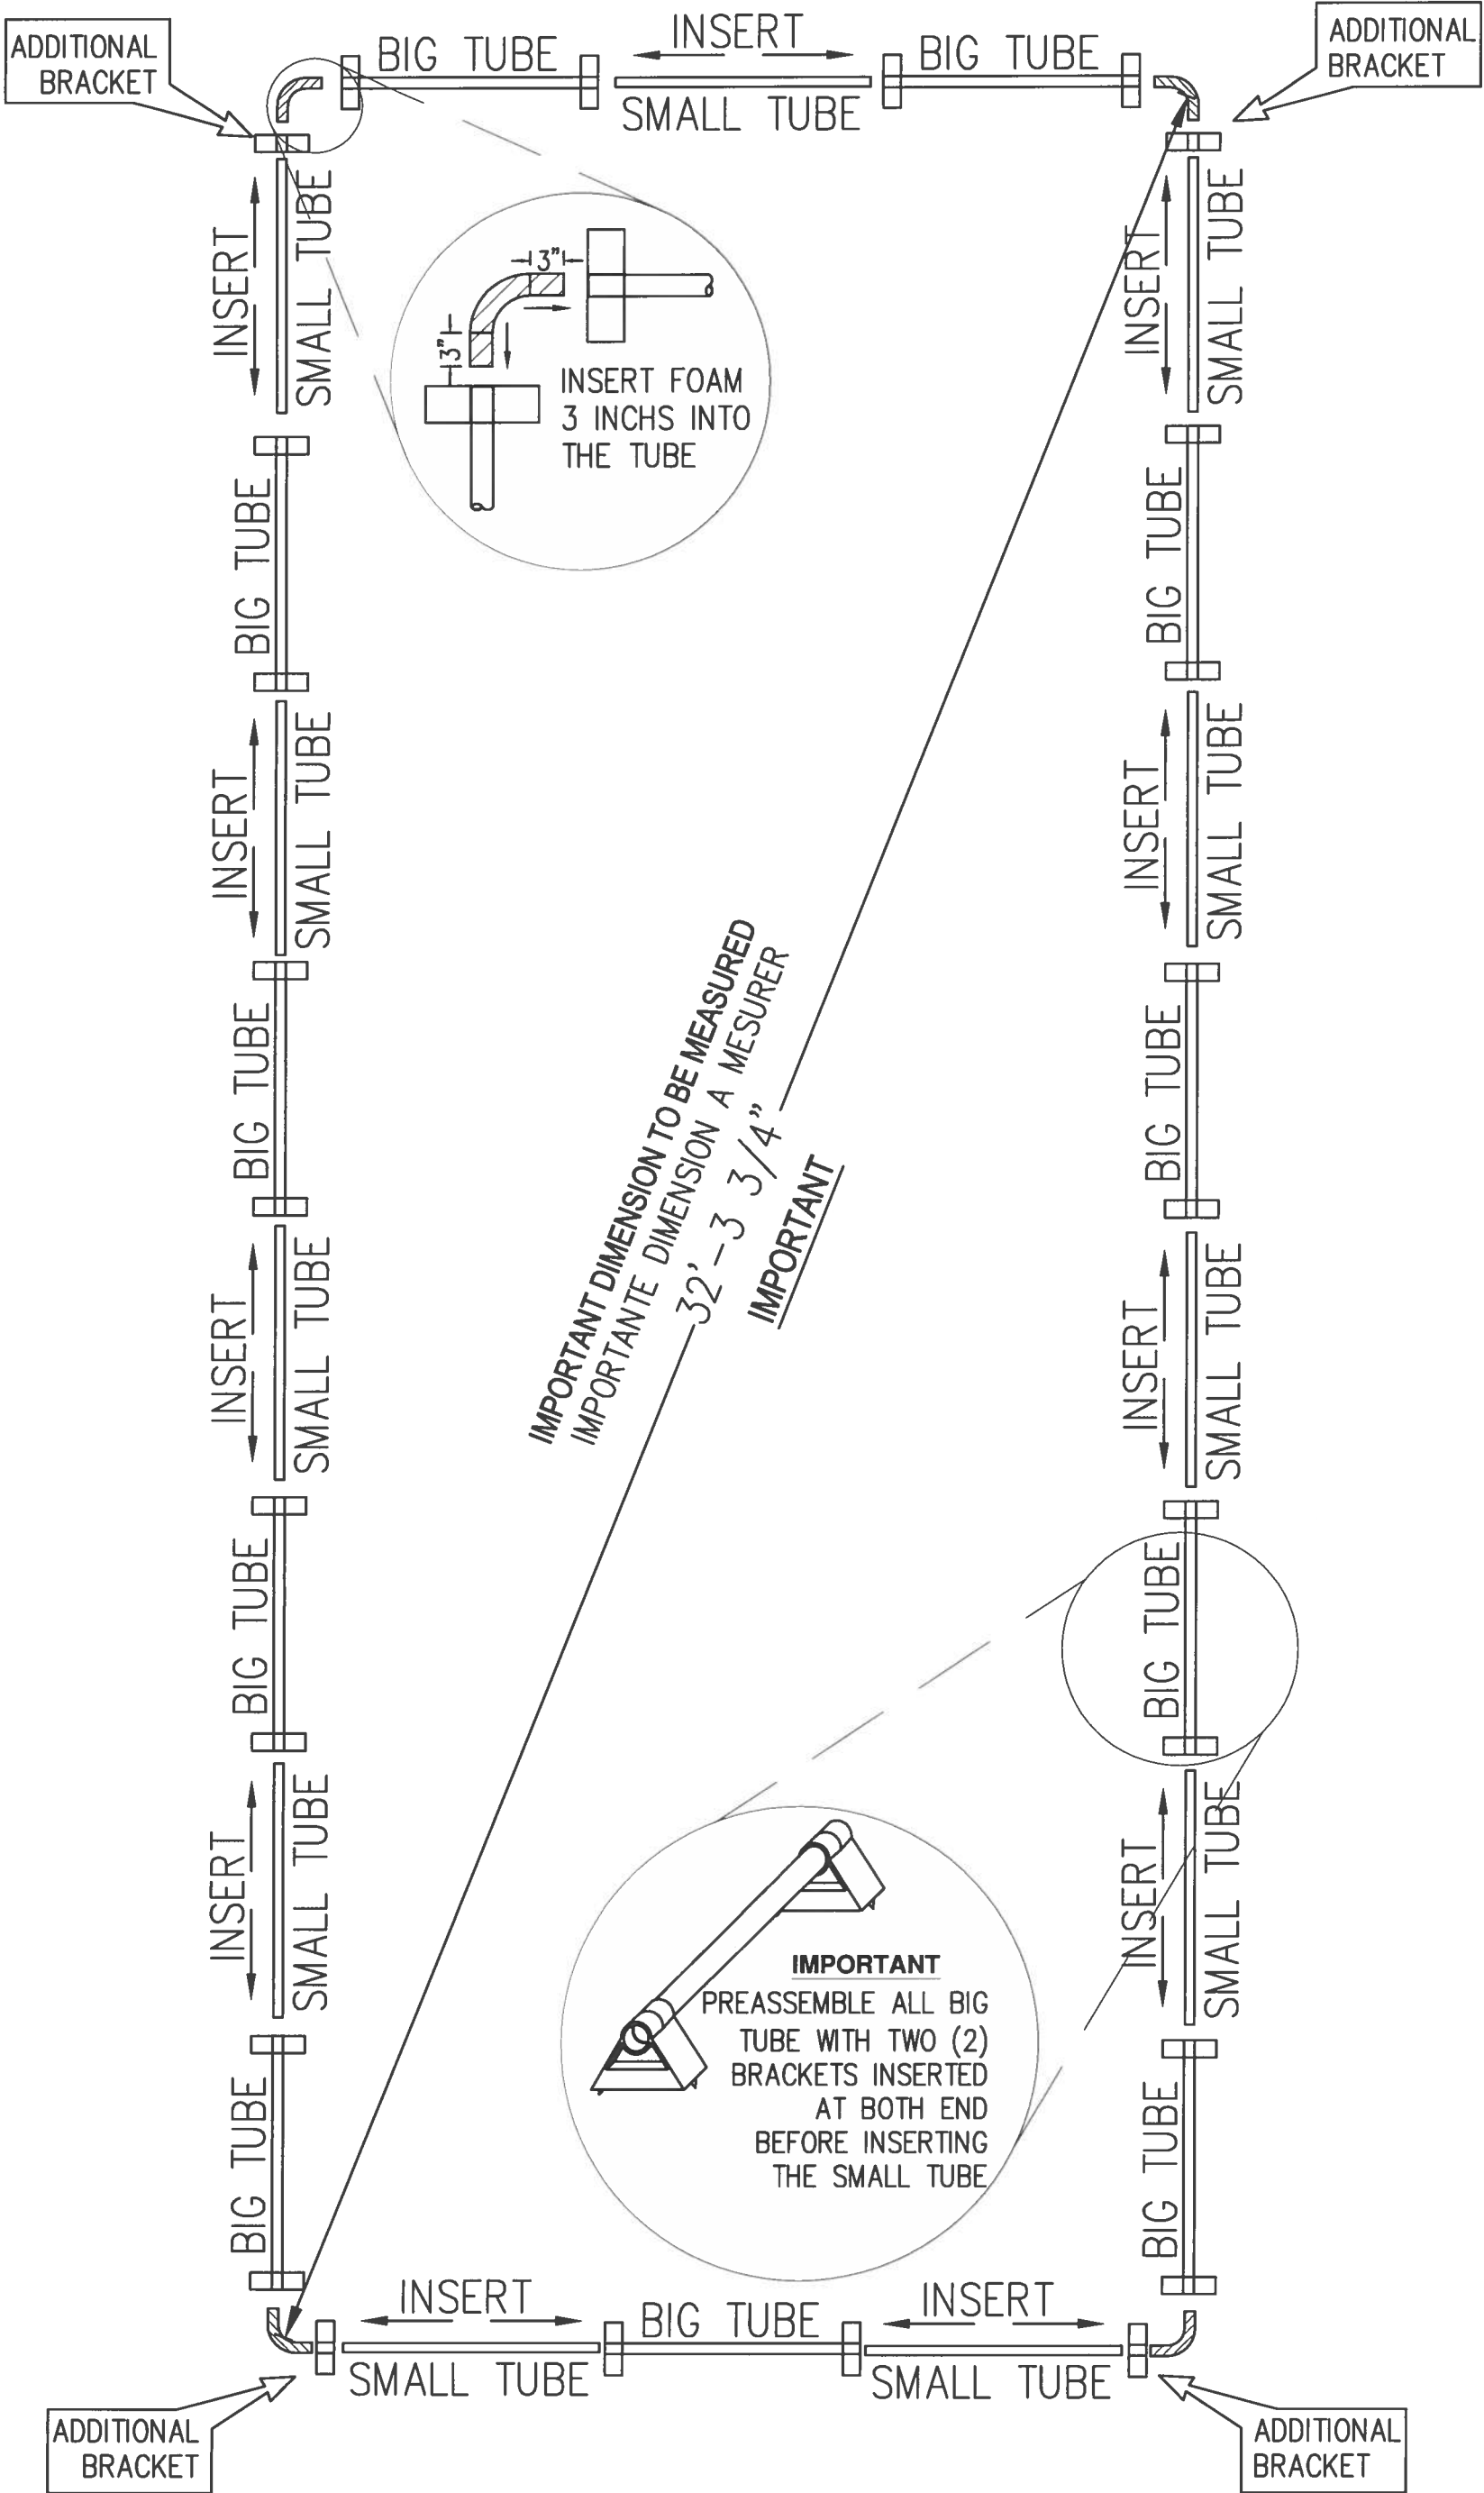 ADDITIONAL
BRACKET
BIG TUBE
INSERT
SMALL TUBE
BIG TUBE
ADDITIONAL
BRACKET
INSERT
SMALL TUBE
3"
3"
INSERT FOAM
3 INCHS INTO
THE TUBE
INSERT
SMALL TUBE
BIG TUBE
BIG TUBE
INSERT
SMALL TUBE
INSERT
SMALL TUBE
BIG TUBE
BIG TUBE
IMPORTANT DIMENSION TO BE MEASURED
IMPORTANTE DIMENSION A MESURER
32'-3 3/4"
IMPORTANT
INSERT
SMALL TUBE
INSERT
SMALL TUBE
BIG TUBE
BIG TUBE
INSERT
SMALL TUBE
INSERT
SMALL TUBE
IMPORTANT
PREASSEMBLE ALL BIG
TUBE WITH TWO (2)
BRACKETS INSERTED
AT BOTH END
BEFORE INSERTING
THE SMALL TUBE
BIG TUBE
BIG TUBE
INSERT
SMALL TUBE
BIG TUBE
INSERT
SMALL TUBE
ADDITIONAL
BRACKET
ADDITIONAL
BRACKET